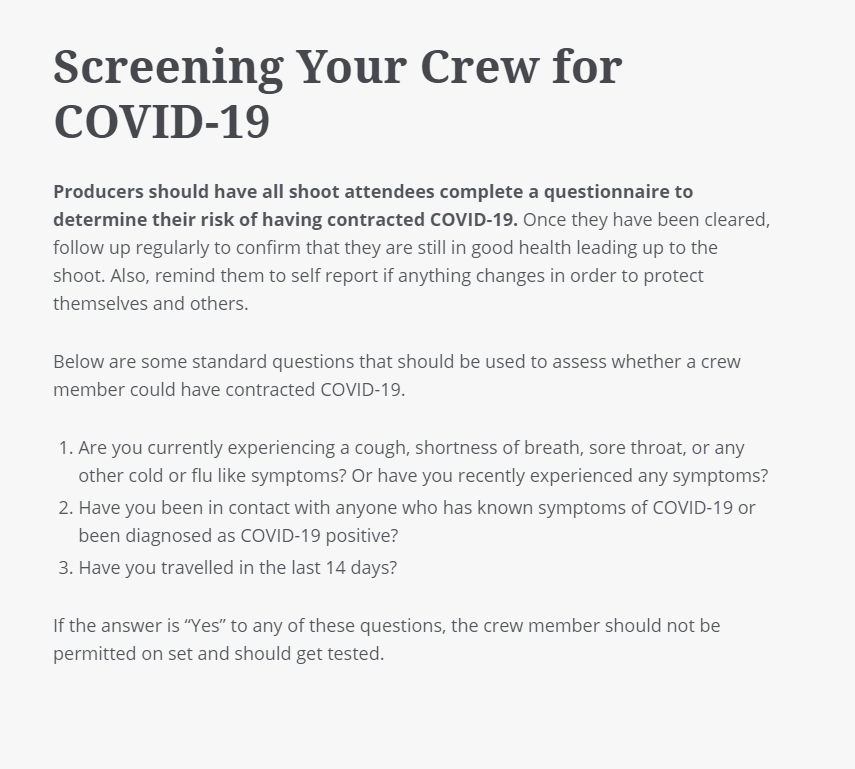 Screening Your Crew for
COVID-19
Producers should have all shoot attendees complete a questionnaire to
determine their risk of having contracted COVID-19. Once they have been cleared,
follow up regularly to confirm that they are still in good health leading up to the
shoot. Also, remind them to self report if anything changes in order to protect
themselves and others.
Below are some standard questions that should be used to assess whether a crew
member could have contracted COVID-19.
1. Are you currently experiencing a cough, shortness of breath, sore throat, or any
other cold or flu like symptoms? Or have you recently experienced any symptoms?
2. Have you been in contact with anyone who has known symptoms of COVID-19 or
been diagnosed as COVID-19 positive?
3. Have you travelled in the last 14 days?
If the answer is “Yes” to any of these questions, the crew member should not be
permitted on set and should get tested.